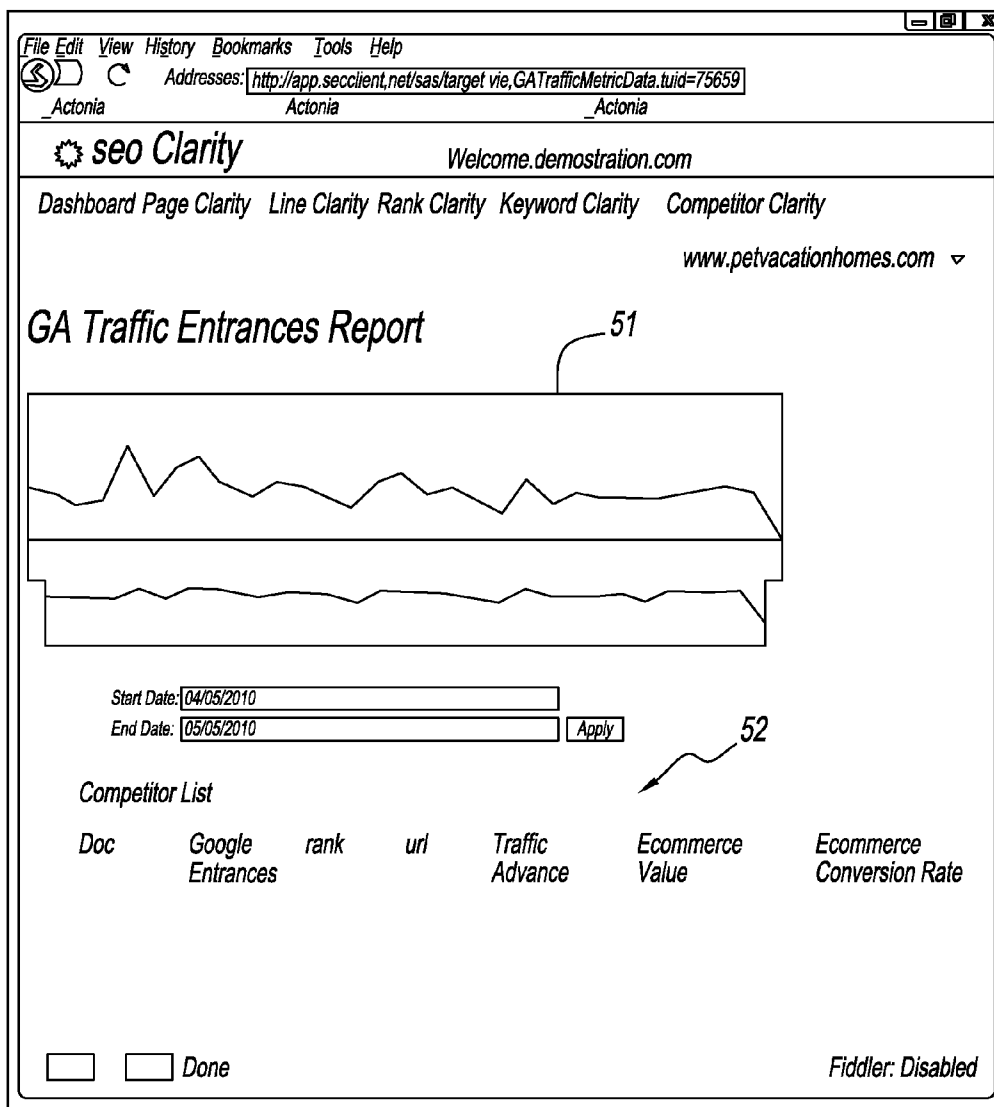 File Edit View History Bookmarks Tools Help
Addresses: http://app.secclient,net/sas/target vie,GATrafficMetricData.tuid=75659
_Actonia Actonia _Actonia
seo Clarity Welcome.demostration.com
Dashboard Page Clarity Line Clarity Rank Clarity Keyword Clarity Competitor Clarity
www.petvacationhomes.com
GA Traffic Entrances Report
51
Start Date: 04/05/2010
End Date: 05/05/2010 Apply
52
Competitor List
Doc Google rank url Traffic Ecommerce Ecommerce
Entrances Advance Value Conversion Rate
Done Fiddler: Disabled